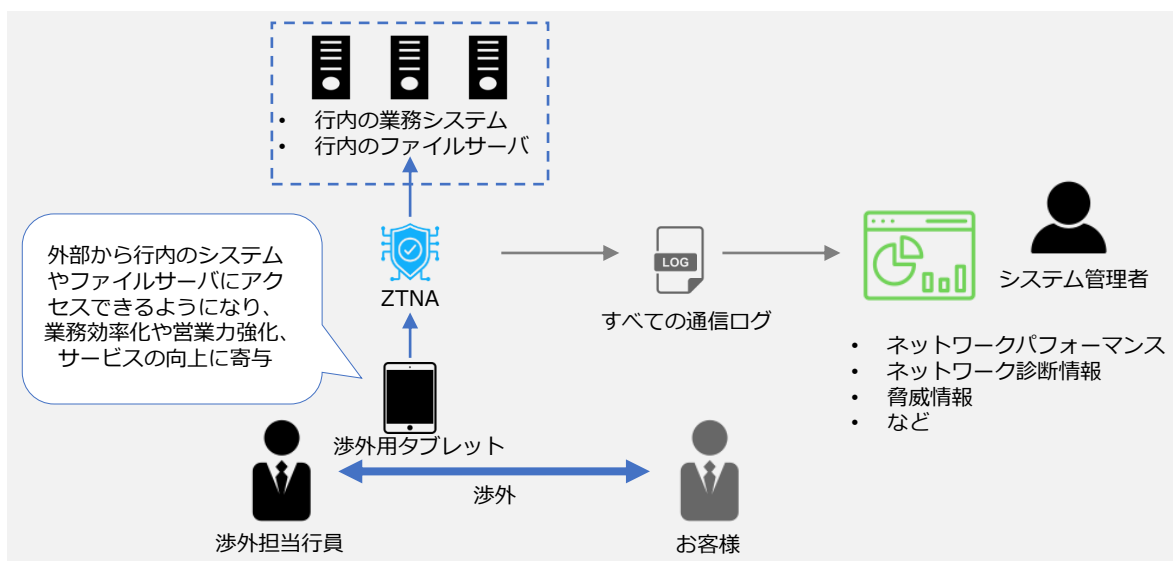 • 行内の業務システム
• 行内のファイルサーバ
外部から行内のシステム
やファイルサーバにアク
セスできるようになり、
業務効率化や営業力強化、
サービスの向上に寄与
ZTNA
LOG
すべての通信ログ
システム管理者
• ネットワークパフォーマンス
• ネットワーク診断情報
• 脅威情報
• など
渉外用タブレット
渉外
渉外担当行員
お客様